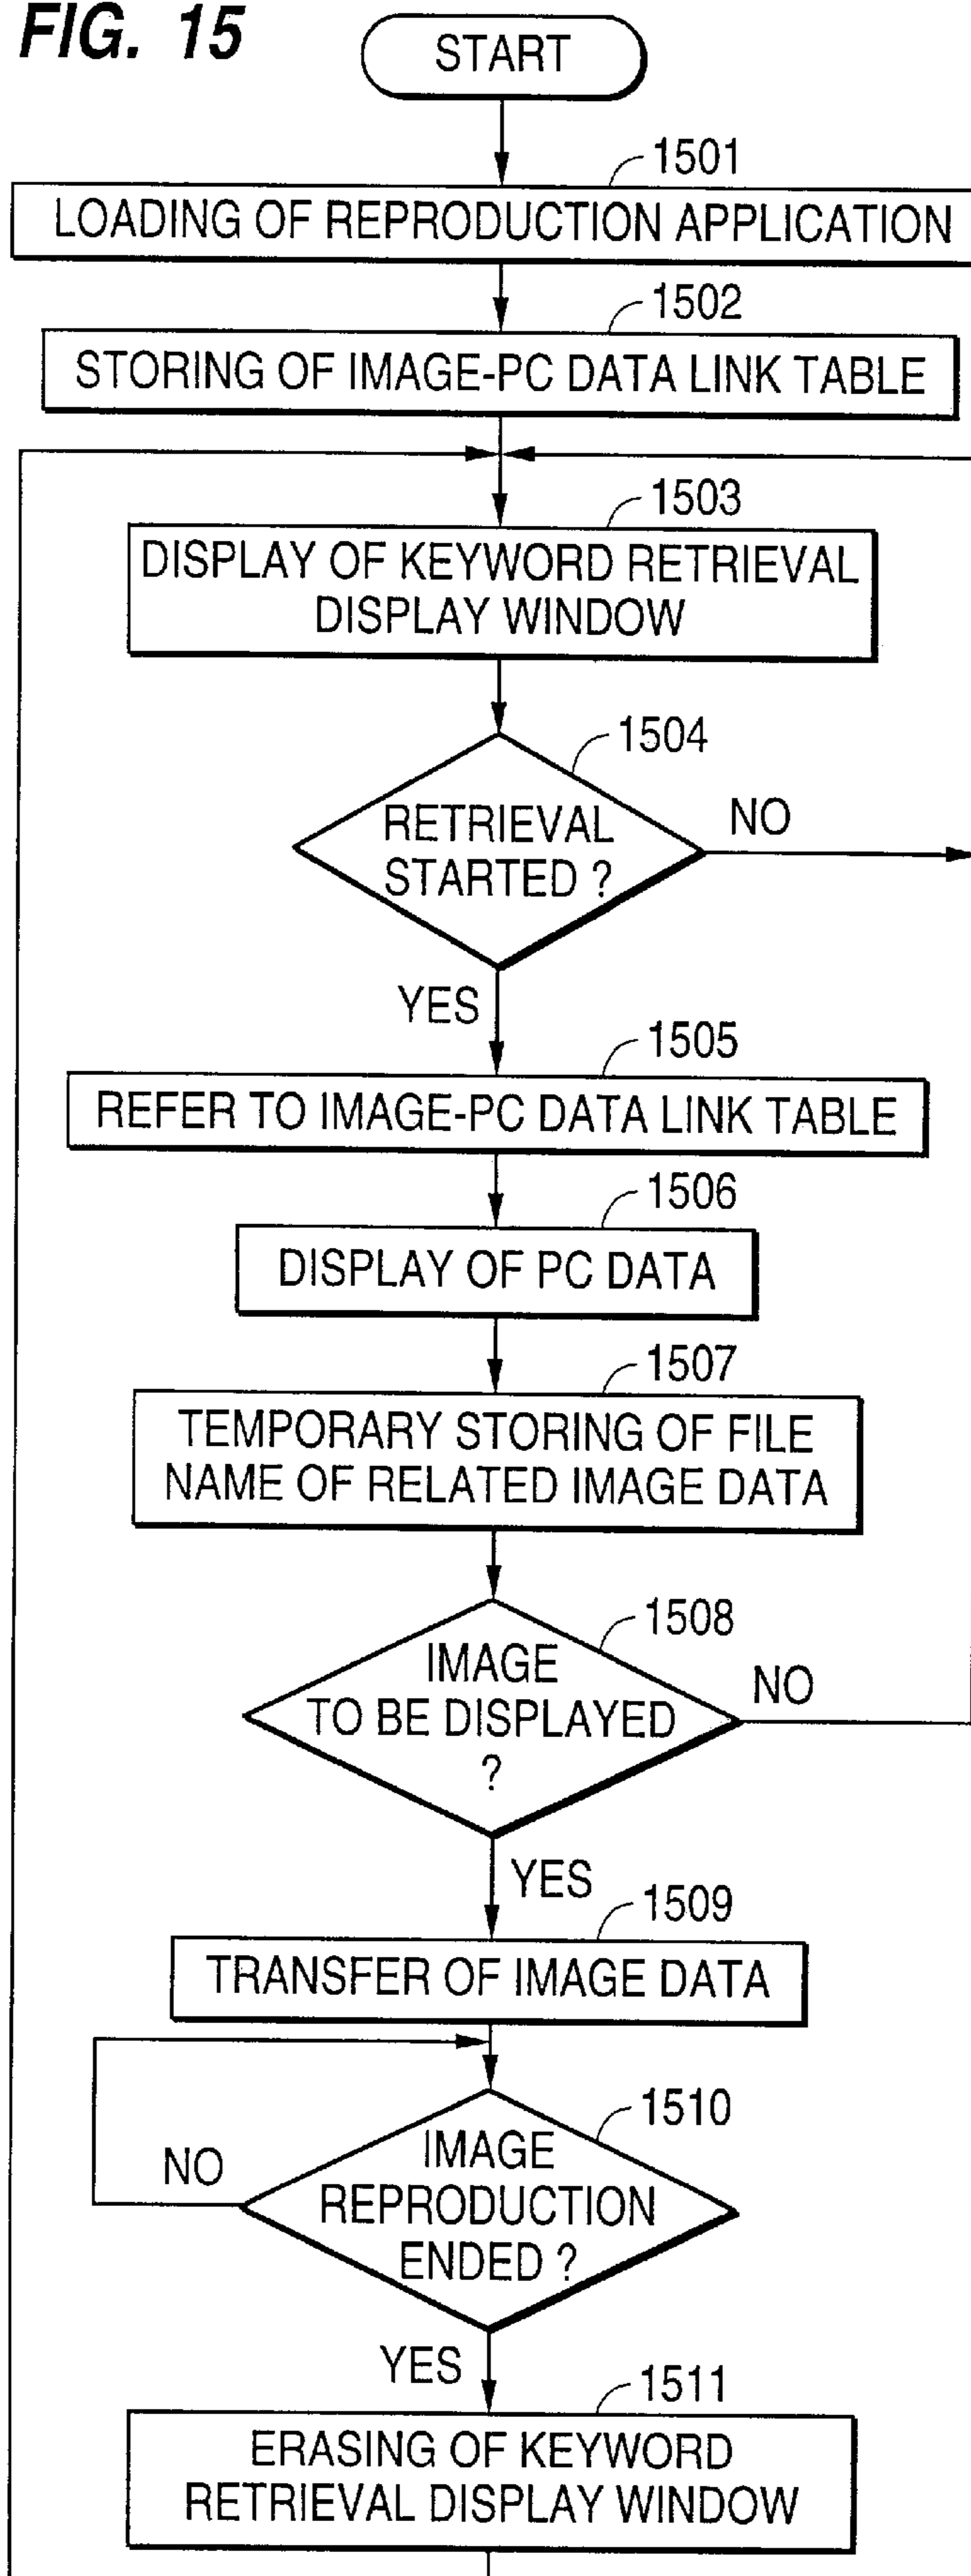 FIG. 15
START
1501
LOADING OF REPRODUCTION APPLICATION
1502
STORING OF IMAGE-PC DATA LINK TABLE
1503
DISPLAY OF KEYWORD RETRIEVAL
DISPLAY WINDOW
1504
RETRIEVAL
STARTED ?
NO
YES
1505
REFER TO IMAGE-PC DATA LINK TABLE
1506
DISPLAY OF PC DATA
1507
TEMPORARY STORING OF FILE
NAME OF RELATED IMAGE DATA
1508
IMAGE
TO BE DISPLAYED
?
NO
YES
1509
TRANSFER OF IMAGE DATA
1510
IMAGE
REPRODUCTION
ENDED ?
NO
YES
1511
ERASING OF KEYWORD
RETRIEVAL DISPLAY WINDOW